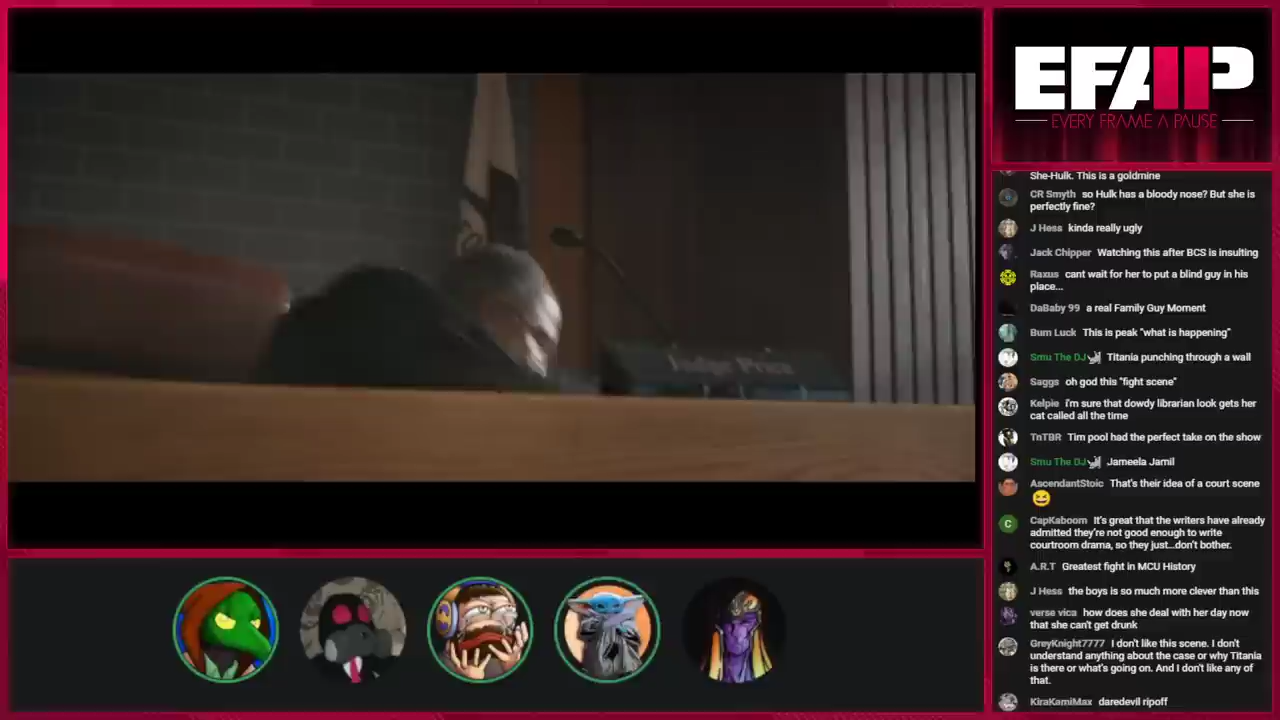 EFAP
EVERY FRAME A PAUSE
She-Hulk. This is a goldmine
CR Smyth so Hulk has a bloody nose? But she is
perfectly fine?
J Hess kinda really ugly
Jack Chipper Watching this after BCS is insulting
Raxus cant wait for her to put a blind guy in his
place...
DaBaby 99 a real Family Guy Moment
Bum Luck This is peak "what is happening"
Smu The DJ Titania punching through a wall
Saggs oh god this "fight scene"
Kelpie i'm sure that dowdy librarian look gets her
cat called all the time
TnTBR Tim pool had the perfect take on the show
Smu The DJ Jameela Jamil
AscendantStoic That's their idea of a court scene
C
CapKaboom It's great that the writers have already
admitted they're not good enough to write
courtroom drama, so they just...don't bother.
A.R.T Greatest fight in MCU History
J Hess the boys is so much more clever than this
verse vica how does she deal with her day now
that she can't get drunk
GreyKnight7777 I don't like this scene. I don't
understand anything about the case or why Titania
is there or what's going on. And I don't like any of
that.
KiraKamiMax daredevil ripoff
Judge Price